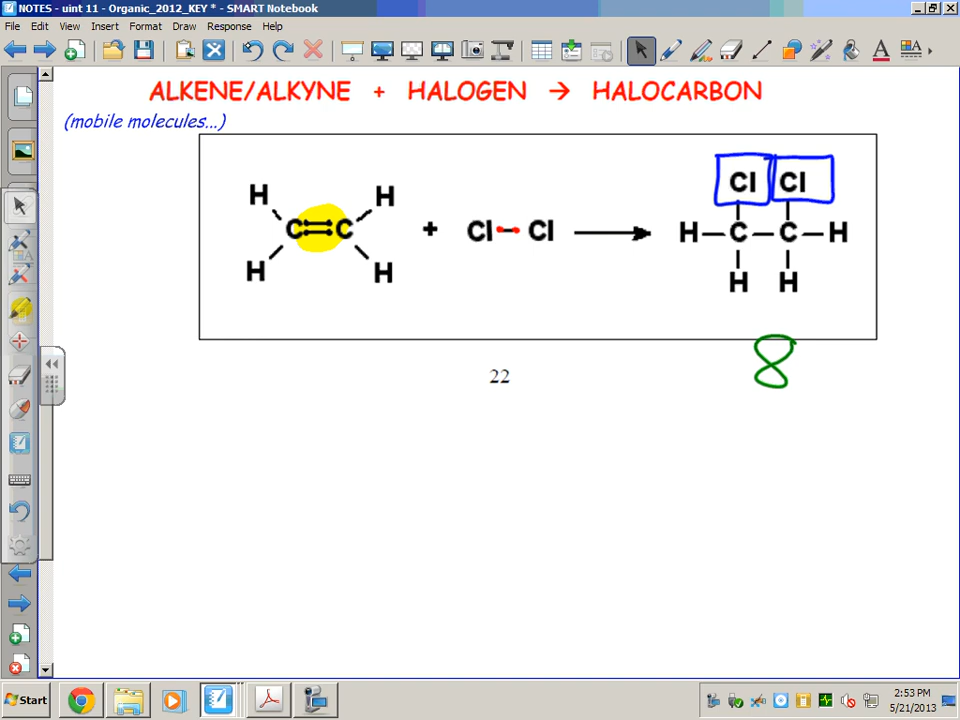 NOTES - uint 11 - Organic_2012_KEY * - SMART Notebook
File Edit View Insert Format Draw Response Help
ALKENE/ALKYNE + HALOGEN → HALOCARBON
(mobile molecules...)
H H Cl Cl
C=C + Cl-Cl → H-C-C-H
H H H H
8
22
Start
2:53 PM
5/21/2013